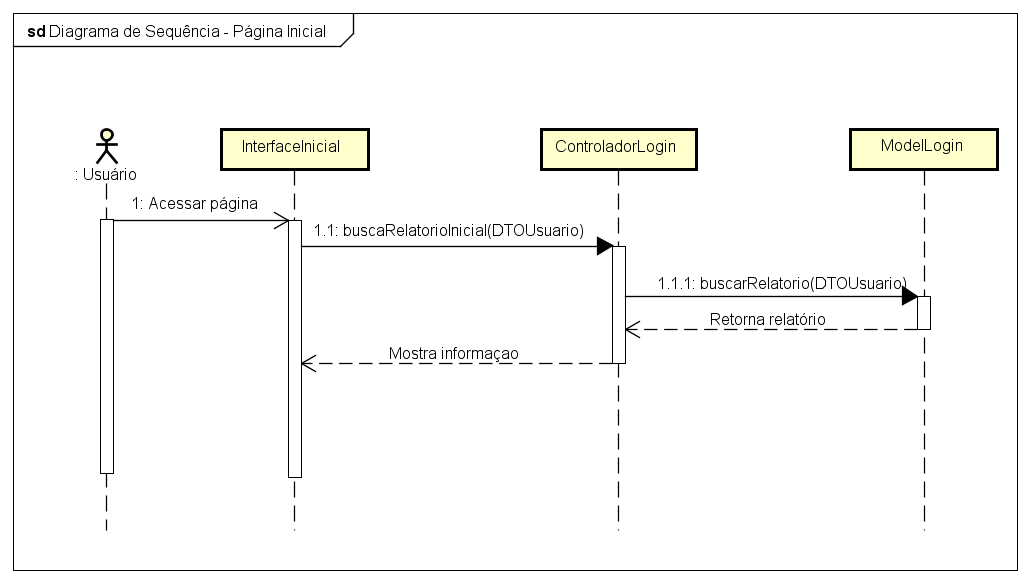 sd Diagrama de Sequência - Página Inicial
: Usuário
InterfaceInicial
ControladorLogin
ModelLogin
1: Acessar página
1.1: buscaRelatorioInicial(DTOUsuario)
1.1.1: buscarRelatorio(DTOUsuario)
Retorna relatório
Mostra informaçao